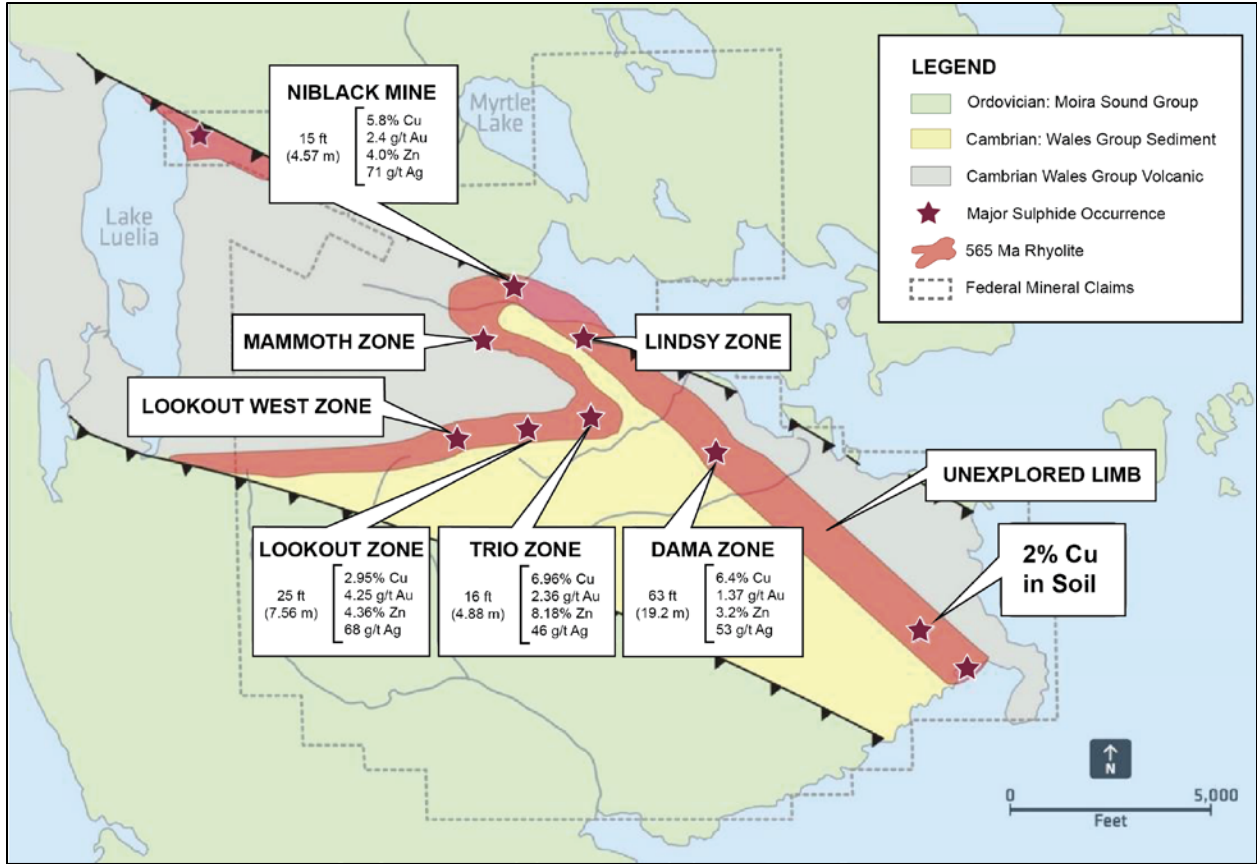 NIBLACK MINE
15 ft
(4.57 m)
5.8% Cu
2.4 g/t Au
4.0% Zn
71 g/t Ag
Myrtle
Lake
Lake
Luelia
LEGEND
Ordovician: Moira Sound Group
Cambrian: Wales Group Sediment
Cambrian Wales Group Volcanic
Major Sulphide Occurrence
565 Ma Rhyolite
Federal Mineral Claims
MAMMOTH ZONE
LINDSY ZONE
LOOKOUT WEST ZONE
UNEXPLORED LIMB
LOOKOUT ZONE
25 ft
(7.56 m)
2.95% Cu
4.25 g/t Au
4.36% Zn
68 g/t Ag
TRIO ZONE
16 ft
(4.88 m)
6.96% Cu
2.36 g/t Au
8.18% Zn
46 g/t Ag
DAMA ZONE
63 ft
(19.2 m)
6.4% Cu
1.37 g/t Au
3.2% Zn
53 g/t Ag
2% Cu
in Soil
N
0 5,000
Feet